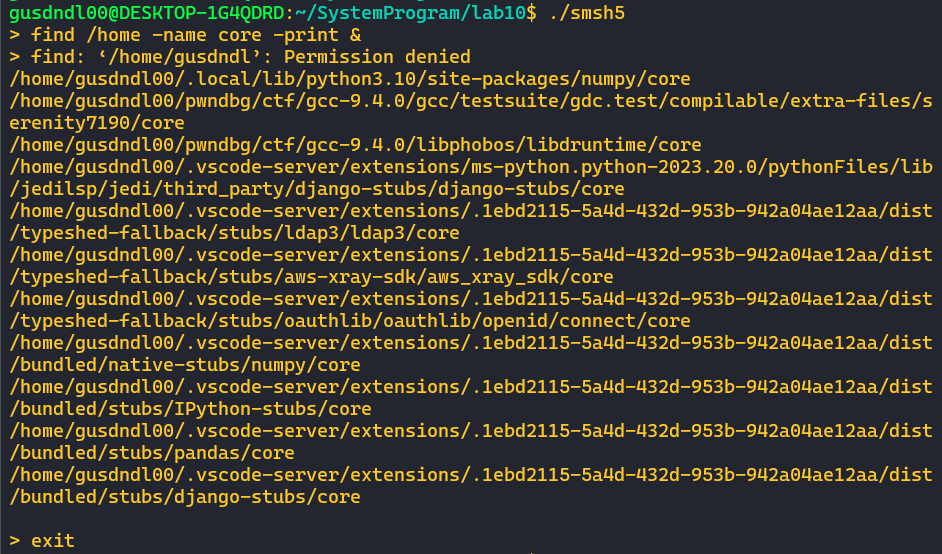 gusdndl00@DESKTOP-1G4QDRD:~/SystemProgram/lab10$ ./smsh5
> find /home -name core -print &
> find: ‘/home/gusdndl’: Permission denied
/home/gusdndl00/.local/lib/python3.10/site-packages/numpy/core
/home/gusdndl00/pwndbg/ctf/gcc-9.4.0/gcc/testsuite/gdc.test/compilable/extra-files/s
erenity7190/core
/home/gusdndl00/pwndbg/ctf/gcc-9.4.0/libphobos/libdruntime/core
/home/gusdndl00/.vscode-server/extensions/ms-python.python-2023.20.0/pythonFiles/lib
/jedilsp/jedi/third_party/django-stubs/django-stubs/core
/home/gusdndl00/.vscode-server/extensions/.1ebd2115-5a4d-432d-953b-942a04ae12aa/dist
/typeshed-fallback/stubs/ldap3/ldap3/core
/home/gusdndl00/.vscode-server/extensions/.1ebd2115-5a4d-432d-953b-942a04ae12aa/dist
/typeshed-fallback/stubs/aws-xray-sdk/aws_xray_sdk/core
/home/gusdndl00/.vscode-server/extensions/.1ebd2115-5a4d-432d-953b-942a04ae12aa/dist
/typeshed-fallback/stubs/oauthlib/oauthlib/openid/connect/core
/home/gusdndl00/.vscode-server/extensions/.1ebd2115-5a4d-432d-953b-942a04ae12aa/dist
/bundled/native-stubs/numpy/core
/home/gusdndl00/.vscode-server/extensions/.1ebd2115-5a4d-432d-953b-942a04ae12aa/dist
/bundled/stubs/IPython-stubs/core
/home/gusdndl00/.vscode-server/extensions/.1ebd2115-5a4d-432d-953b-942a04ae12aa/dist
/bundled/stubs/pandas/core
/home/gusdndl00/.vscode-server/extensions/.1ebd2115-5a4d-432d-953b-942a04ae12aa/dist
/bundled/stubs/django-stubs/core
> exit